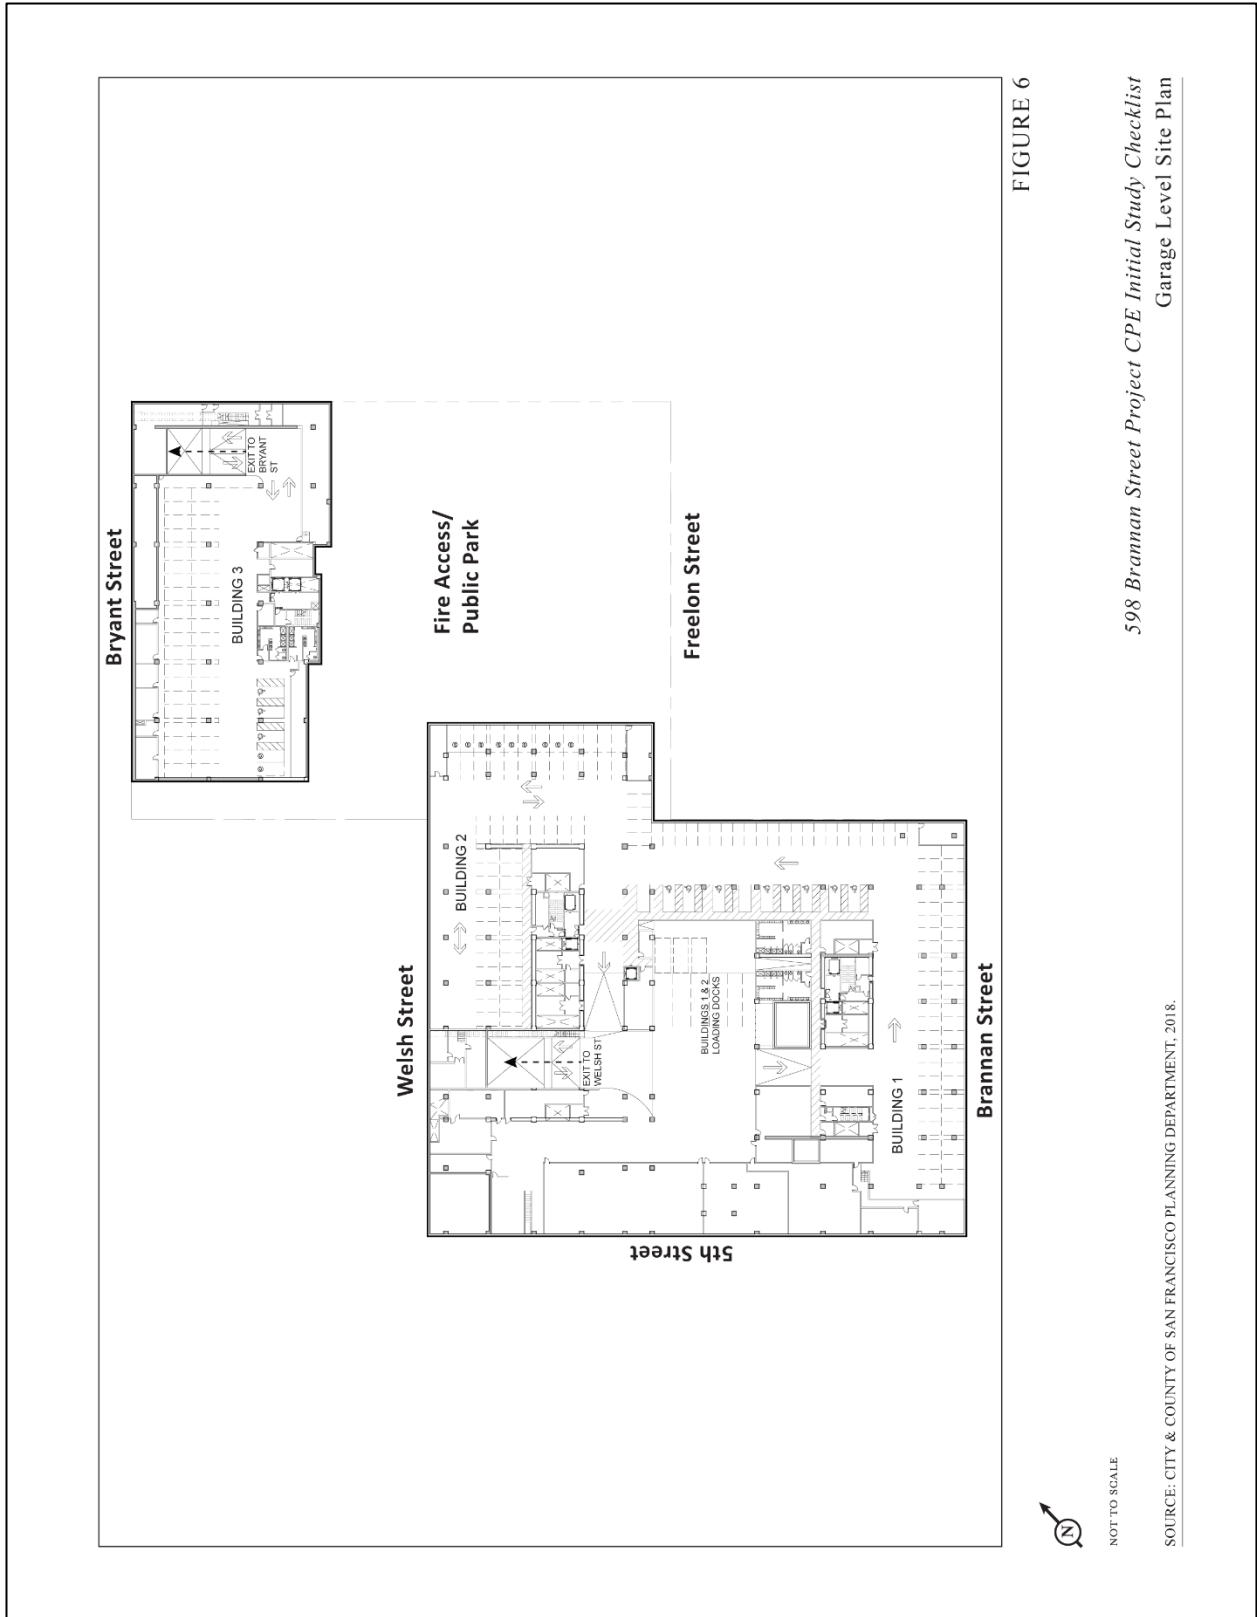 Bryant Street
BUILDING 3
EXIT TO
BRYANT
ST
Fire Access/
Public Park
Freelon Street
Welsh Street
BUILDING 2
EXIT TO
WELSH ST
BUILDINGS 1 & 2
LOADING DOCKS
BUILDING 1
5th Street
Brannan Street
FIGURE 6
598 Brannan Street Project CPE Initial Study Checklist
Garage Level Site Plan
N
NOT TO SCALE
SOURCE: CITY & COUNTY OF SAN FRANCISCO PLANNING DEPARTMENT, 2018.